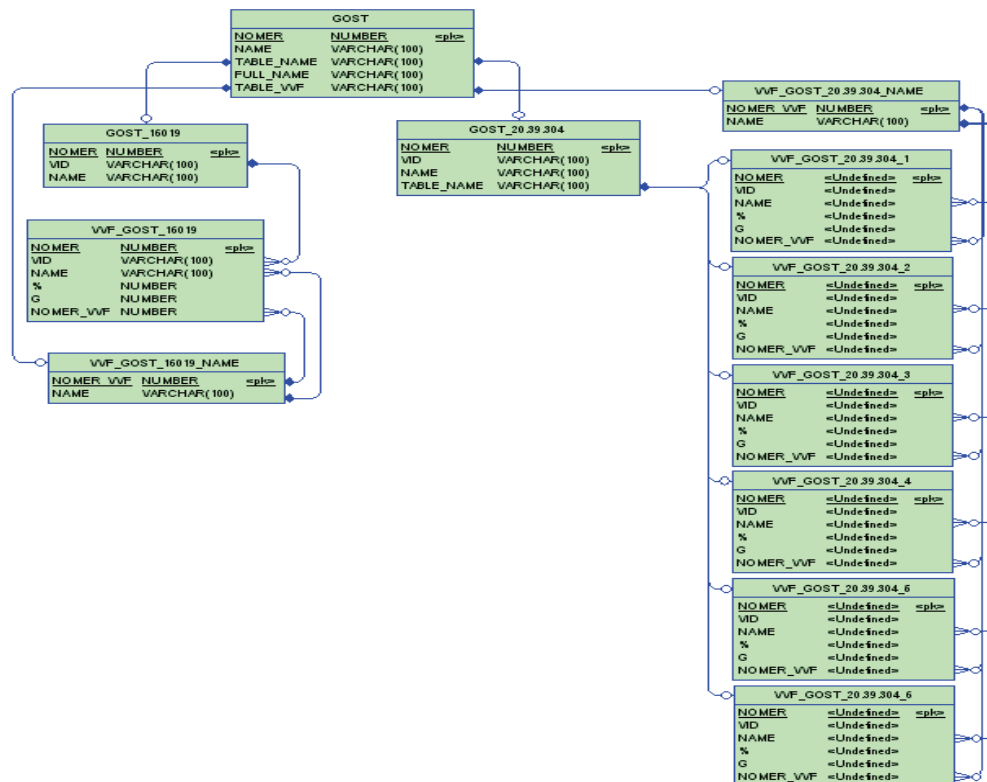 GOST
NOMER NUMBER <pk>
NAME VARCHAR(100)
TABLE_NAME VARCHAR(100)
FULL_NAME VARCHAR(100)
TABLE_VVF VARCHAR(100)
GOST_16019
NOMER NUMBER <pk>
VID VARCHAR(100)
NAME VARCHAR(100)
VVF_GOST_16019
NOMER NUMBER <pk>
VID VARCHAR(100)
NAME VARCHAR(100)
% NUMBER
G NUMBER
NOMER_VVF NUMBER
VVF_GOST_16019_NAME
NOMER_VVF NUMBER <pk>
NAME VARCHAR(100)
GOST_20.39.304
NOMER NUMBER <pk>
VID VARCHAR(100)
NAME VARCHAR(100)
TABLE_NAME VARCHAR(100)
VVF_GOST_20.39.304_NAME
NOMER_VVF NUMBER <pk>
NAME VARCHAR(100)
VVF_GOST_20.39.304_1
NOMER <Undefined> <pk>
VID <Undefined>
NAME <Undefined>
% <Undefined>
G <Undefined>
NOMER_VVF <Undefined>
VVF_GOST_20.39.304_2
NOMER <Undefined> <pk>
VID <Undefined>
NAME <Undefined>
% <Undefined>
G <Undefined>
NOMER_VVF <Undefined>
VVF_GOST_20.39.304_3
NOMER <Undefined> <pk>
VID <Undefined>
NAME <Undefined>
% <Undefined>
G <Undefined>
NOMER_VVF <Undefined>
VVF_GOST_20.39.304_4
NOMER <Undefined> <pk>
VID <Undefined>
NAME <Undefined>
% <Undefined>
G <Undefined>
NOMER_VVF <Undefined>
VVF_GOST_20.39.304_6
NOMER <Undefined> <pk>
VID <Undefined>
NAME <Undefined>
% <Undefined>
G <Undefined>
NOMER_VVF <Undefined>
VVF_GOST_20.39.304_6
NOMER <Undefined> <pk>
VID <Undefined>
NAME <Undefined>
% <Undefined>
G <Undefined>
NOMER_VVF <Undefined>